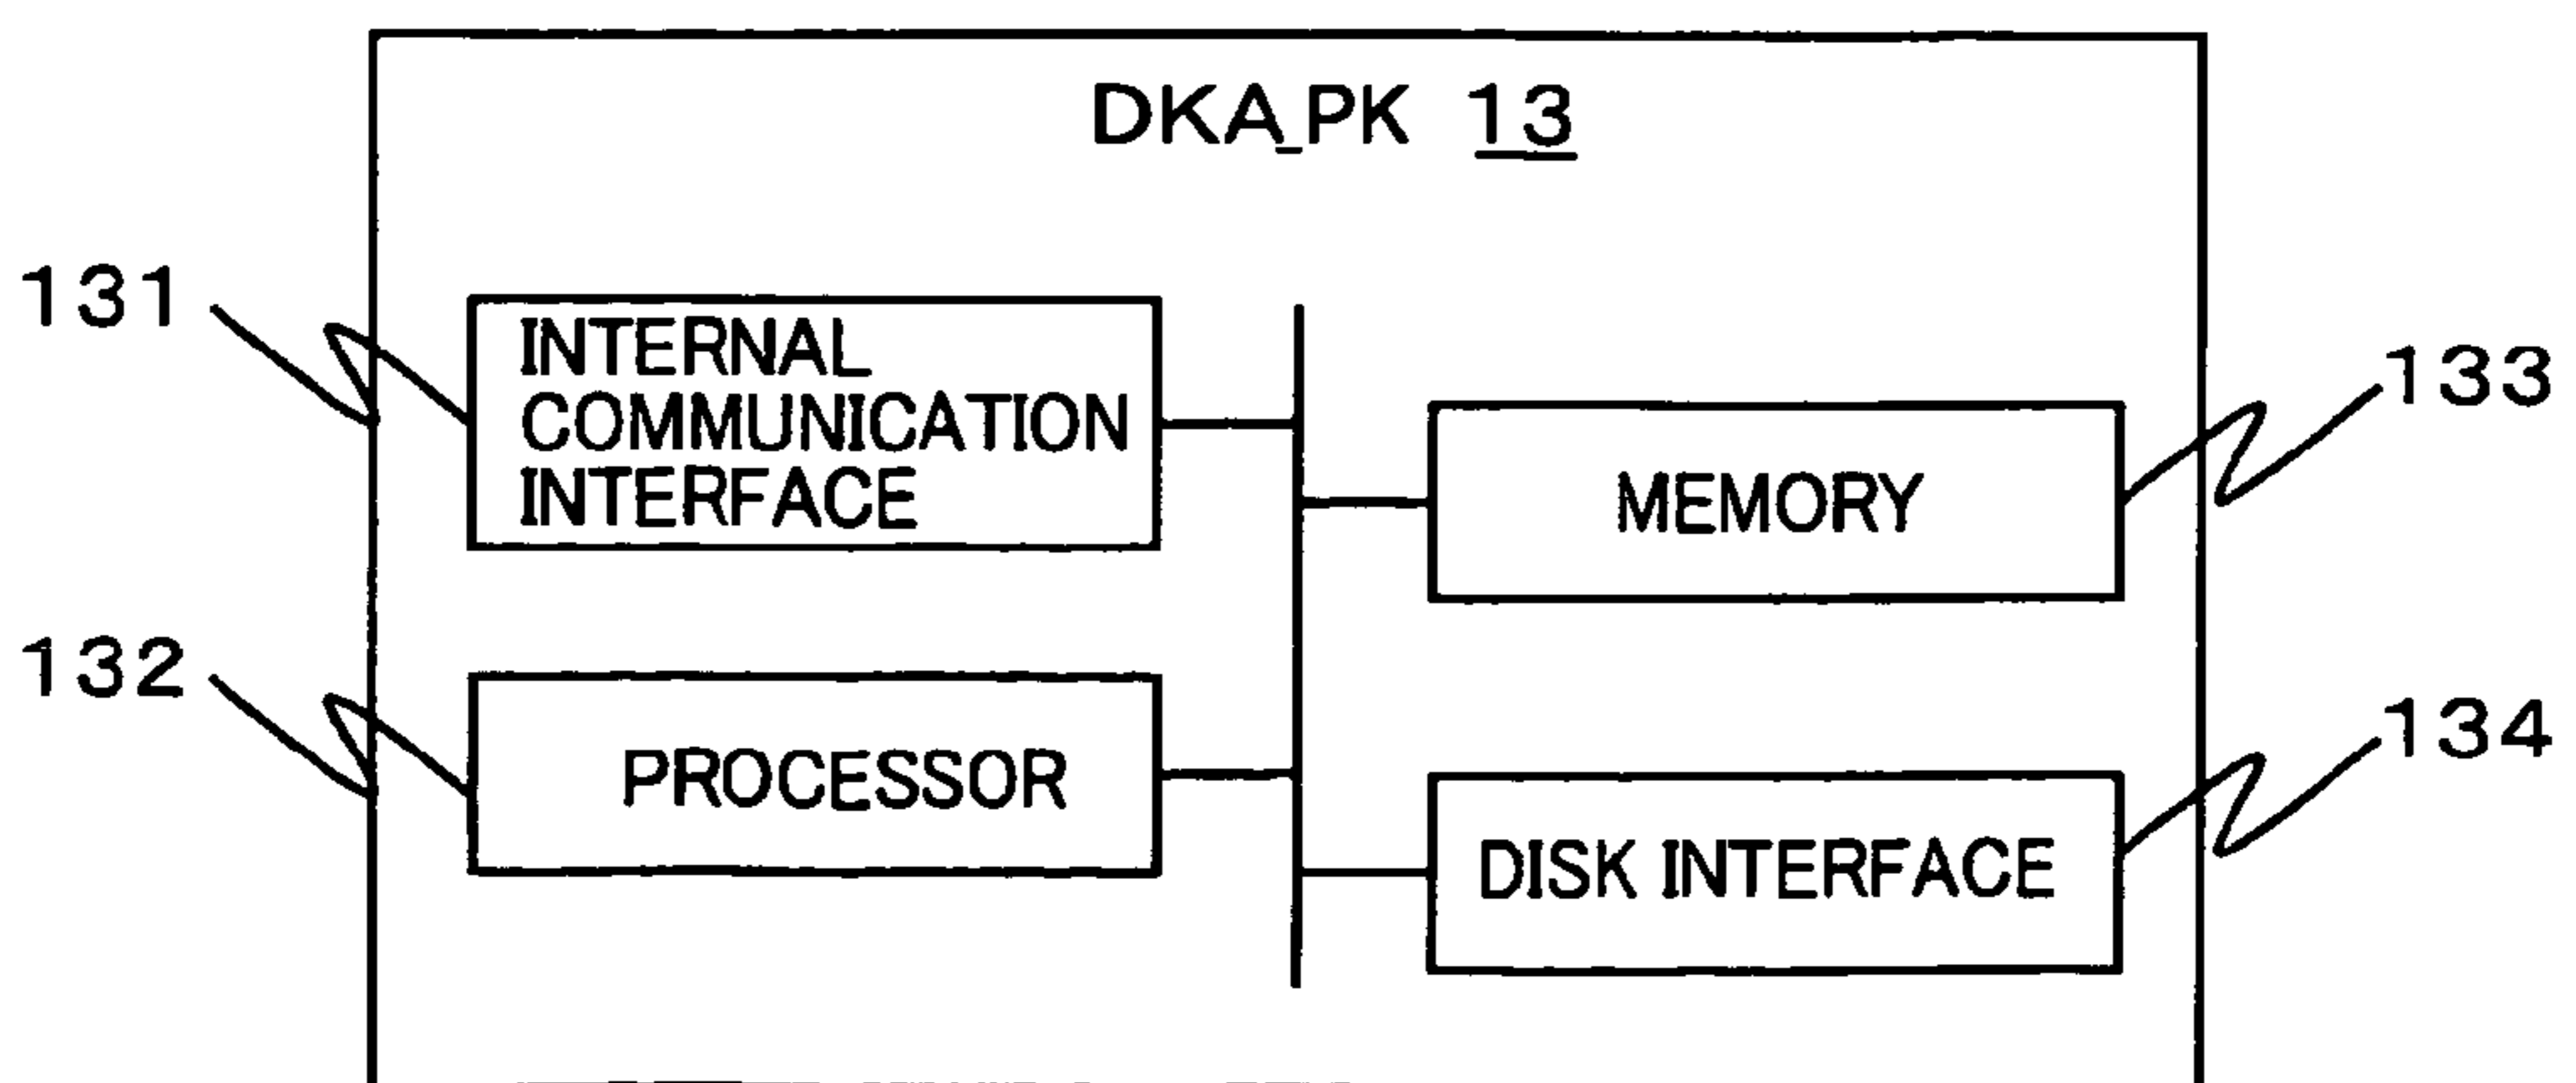 DKA_PK 13
131
INTERNAL
COMMUNICATION
INTERFACE
133
MEMORY
132
PROCESSOR
134
DISK INTERFACE